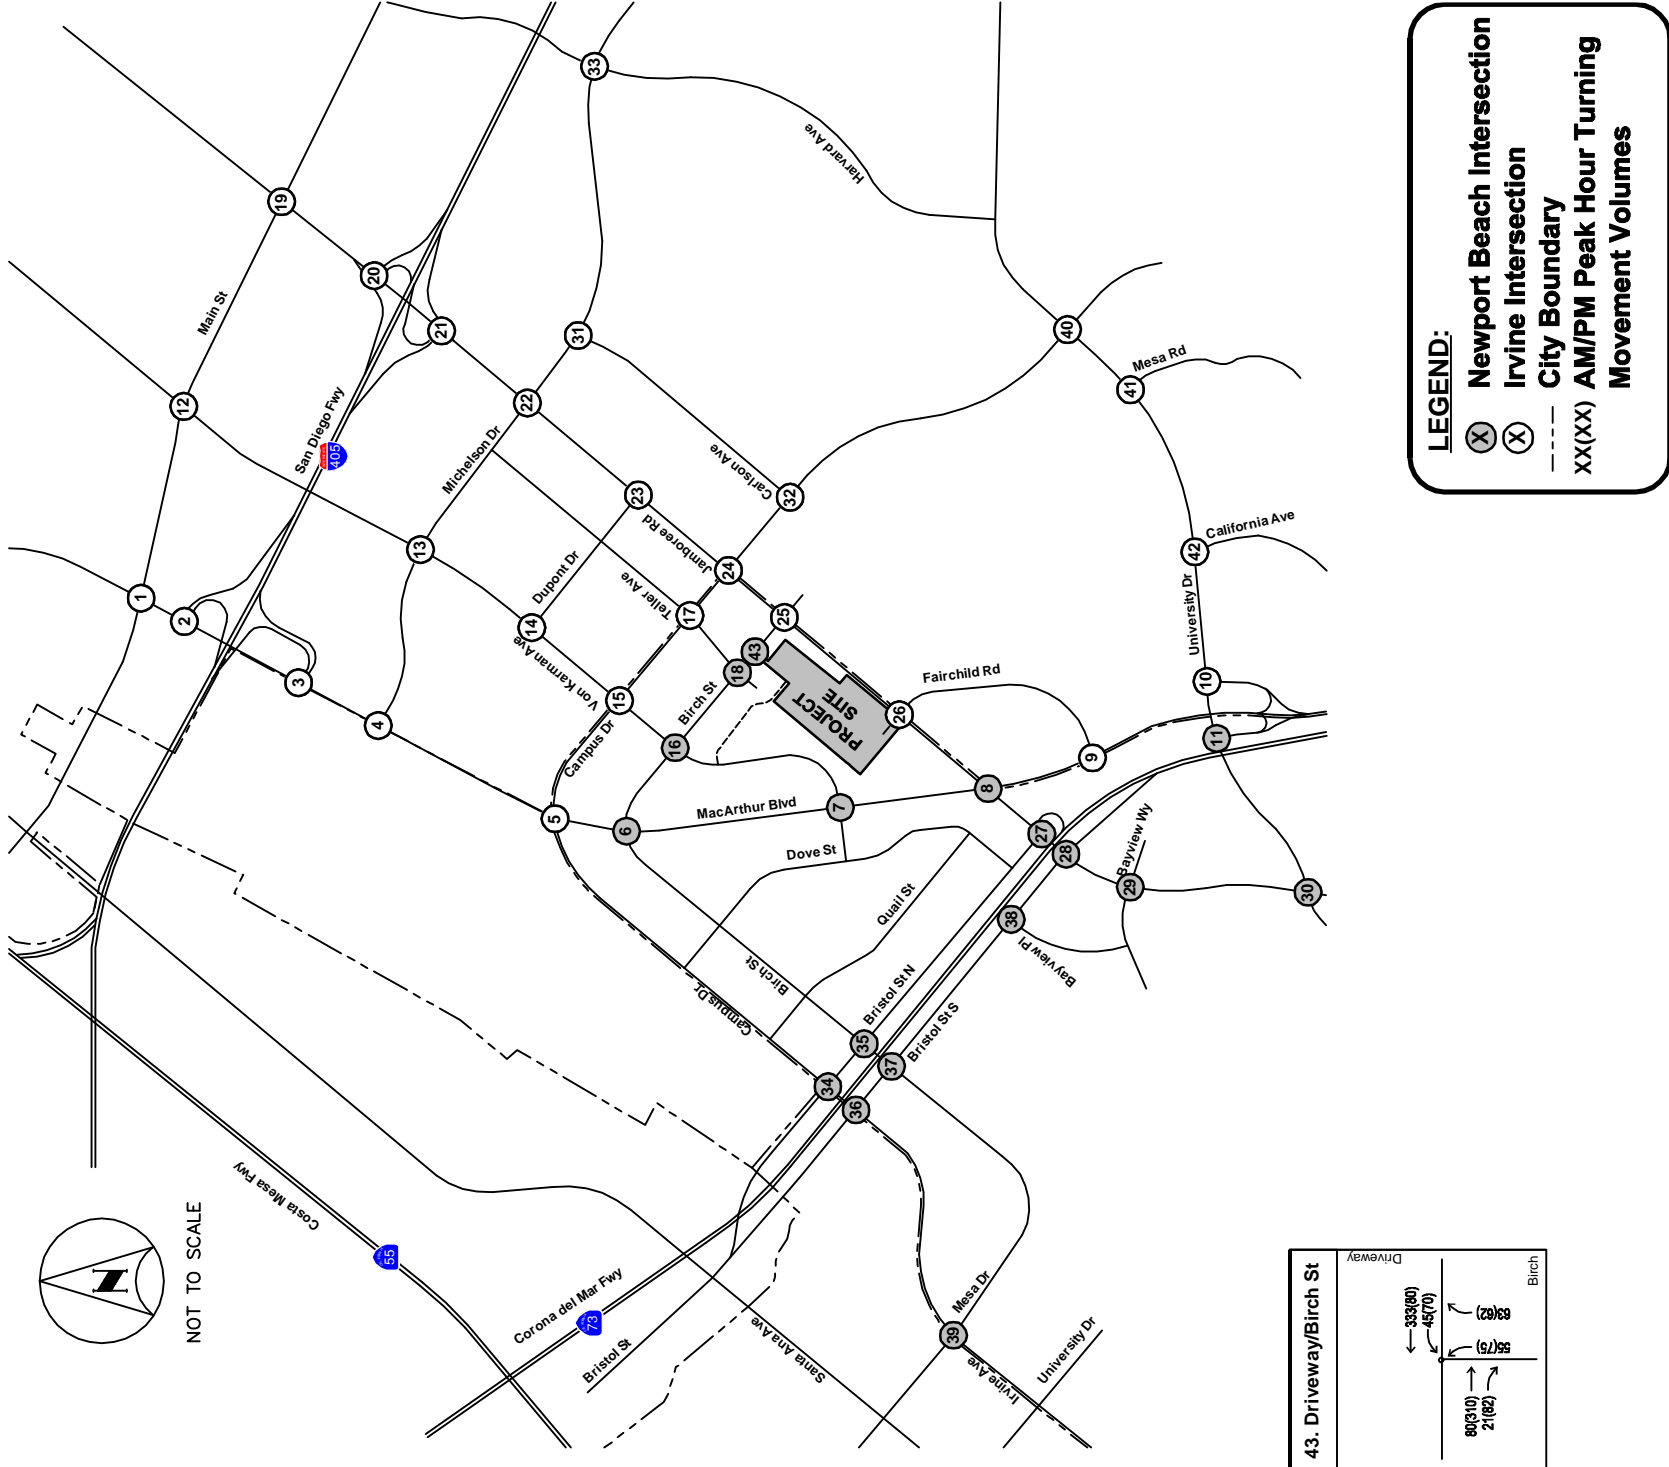 LEGEND:
X Newport Beach Intersection
X Irvine Intersection
City Boundary
XX(XX) AM/PM Peak Hour Turning
Movement Volumes
N
NOT TO SCALE
Main St
San Diego Fwy
405
Michelson Dr
Harvard Ave
Carlson Ave
Jamboree Rd
Dupont Dr
Teller Ave
Von Karman Ave
Campus Dr
Birch St
PROJECT
SITE
Fairchild Rd
MacArthur Blvd
Dove St
Quail St
Birch St
Campus Dr
Bristol St N
Bristol St S
Bayview Pl
Bayview Wy
University Dr
California Ave
Mesa Rd
Costa Mesa Fwy
55
Corona del Mar Fwy
73
Bristol St
Santa Ana Ave
Mesa Dr
Irvine Ave
University Dr
1
2
3
4
5
6
7
8
9
10
11
12
13
14
15
16
17
18
19
20
21
22
23
24
25
26
27
28
29
30
31
32
33
34
35
36
37
38
39
40
41
42
43
43. Driveway/Birch St
Driveway
Birch
333(80)
45(70)
63(62)
55(75)
80(310)
21(82)